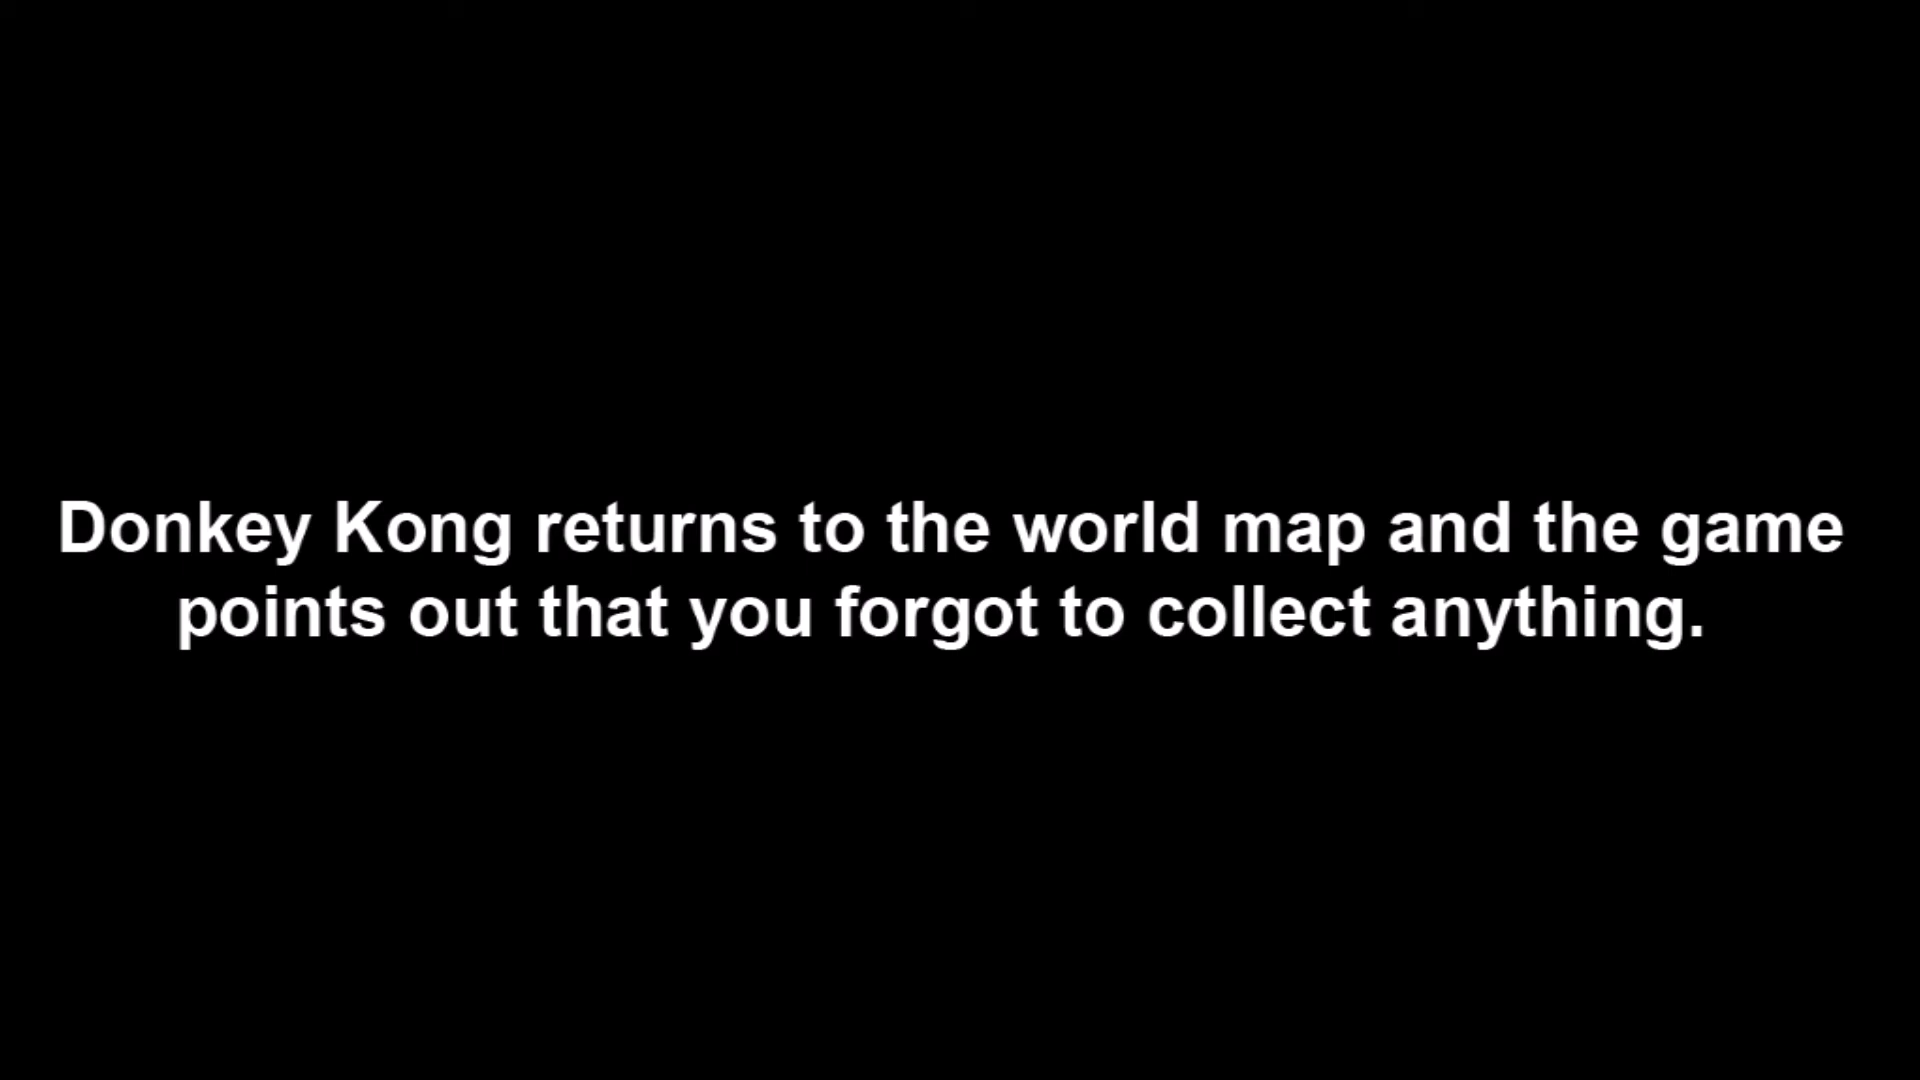 Donkey Kong returns to the world map and the game
points out that you forgot to collect anything.